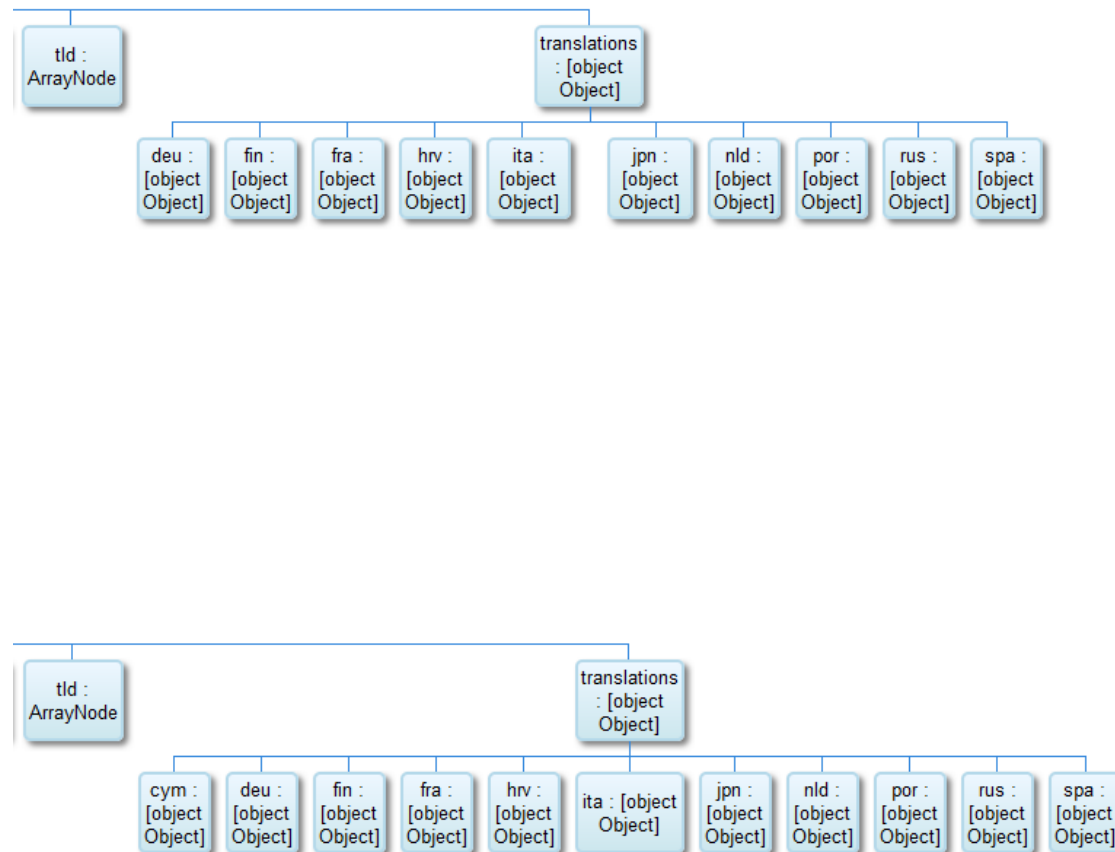 tld :
ArrayNode
translations
: [object
Object]
deu :
[object
Object]
fin :
[object
Object]
fra :
[object
Object]
hrv :
[object
Object]
ita :
[object
Object]
jpn :
[object
Object]
nld :
[object
Object]
por :
[object
Object]
rus :
[object
Object]
spa :
[object
Object]
tld :
ArrayNode
translations
: [object
Object]
cym :
[object
Object]
deu :
[object
Object]
fin :
[object
Object]
fra :
[object
Object]
hrv :
[object
Object]
ita : [object
Object]
jpn :
[object
Object]
nld :
[object
Object]
por :
[object
Object]
rus :
[object
Object]
spa :
[object
Object]